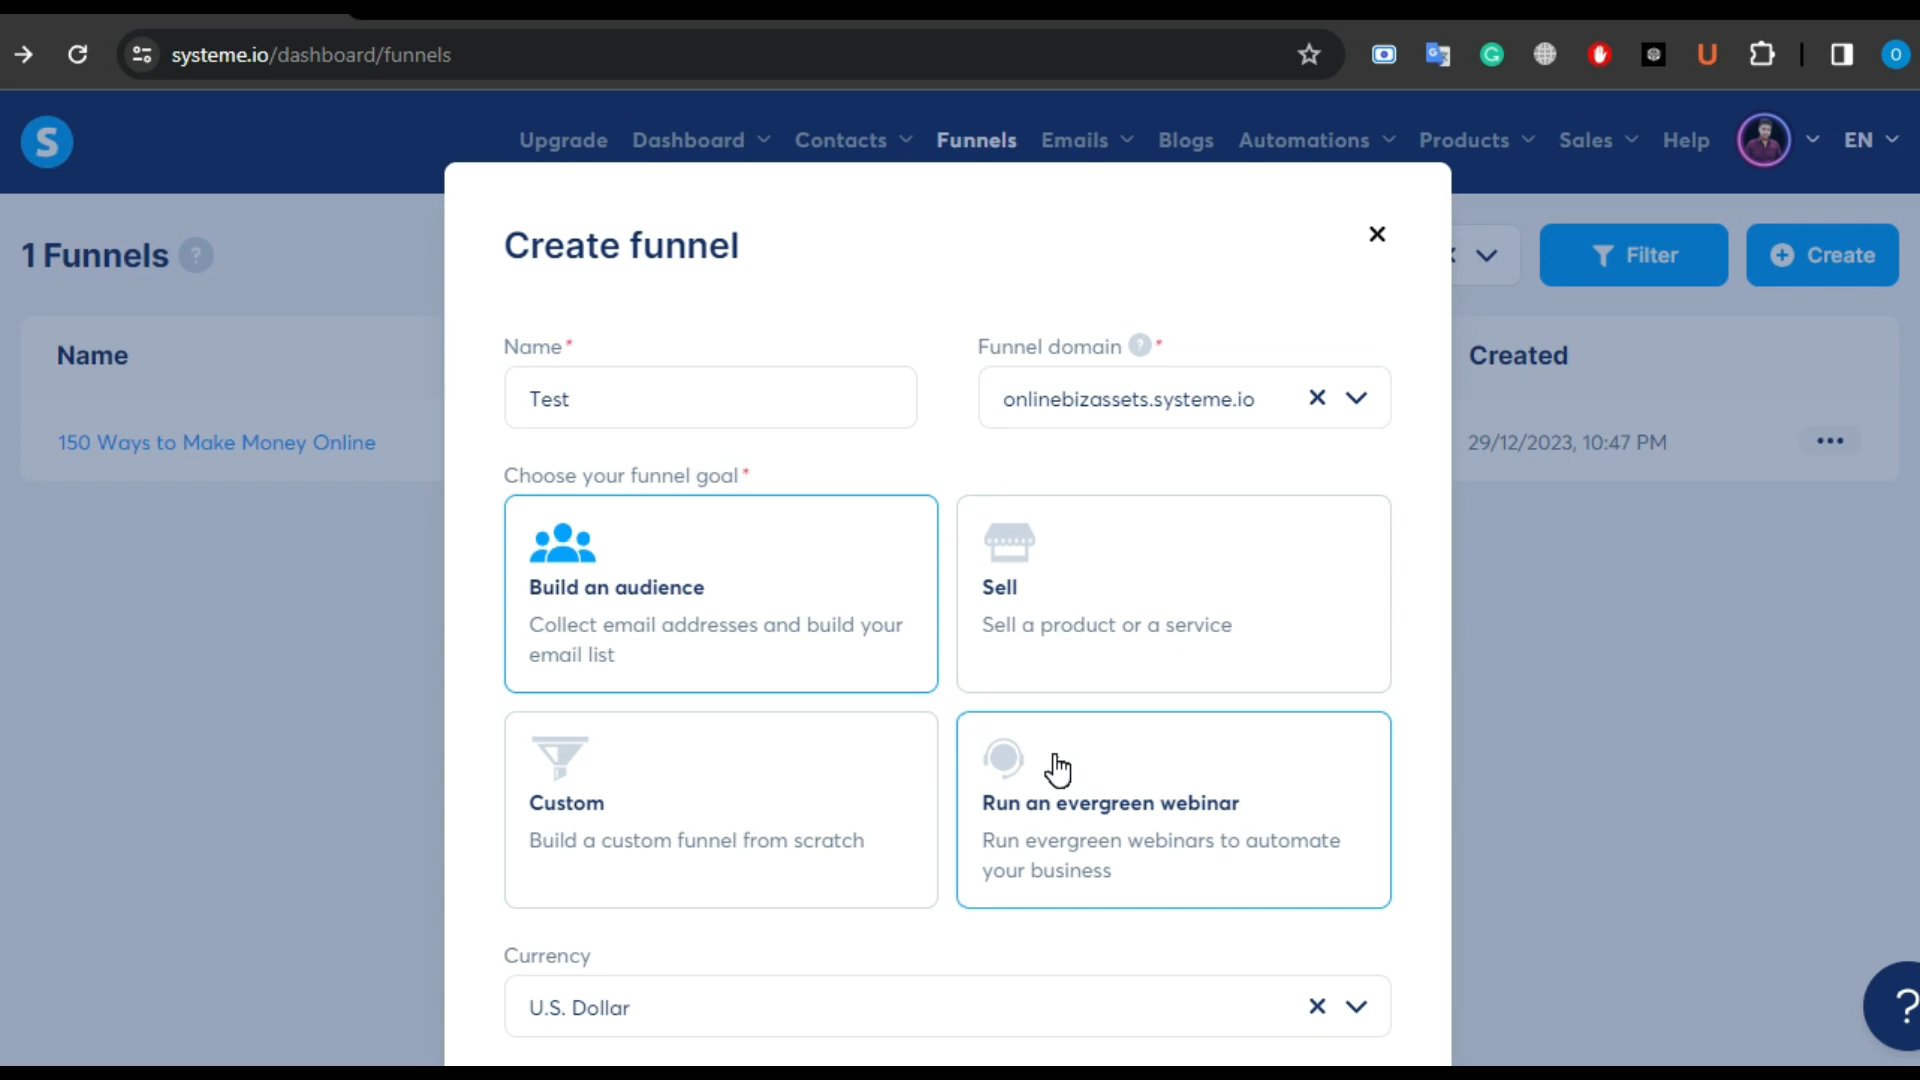 systeme.io/dashboard/funnels
O
S
Upgrade Dashboard Contacts Funnels Emails Blogs Automations Products Sales Help EN
1 Funnels ?
Filter
Create
Create funnel
Name Created
150 Ways to Make Money Online 29/12/2023, 10:47 PM
Name* Funnel domain ? *
Test onlinebizassets.systeme.io
Choose your funnel goal*
Build an audience
Collect email addresses and build your
email list
Sell
Sell a product or a service
Custom
Build a custom funnel from scratch
Run an evergreen webinar
Run evergreen webinars to automate
your business
Currency
U.S. Dollar
?